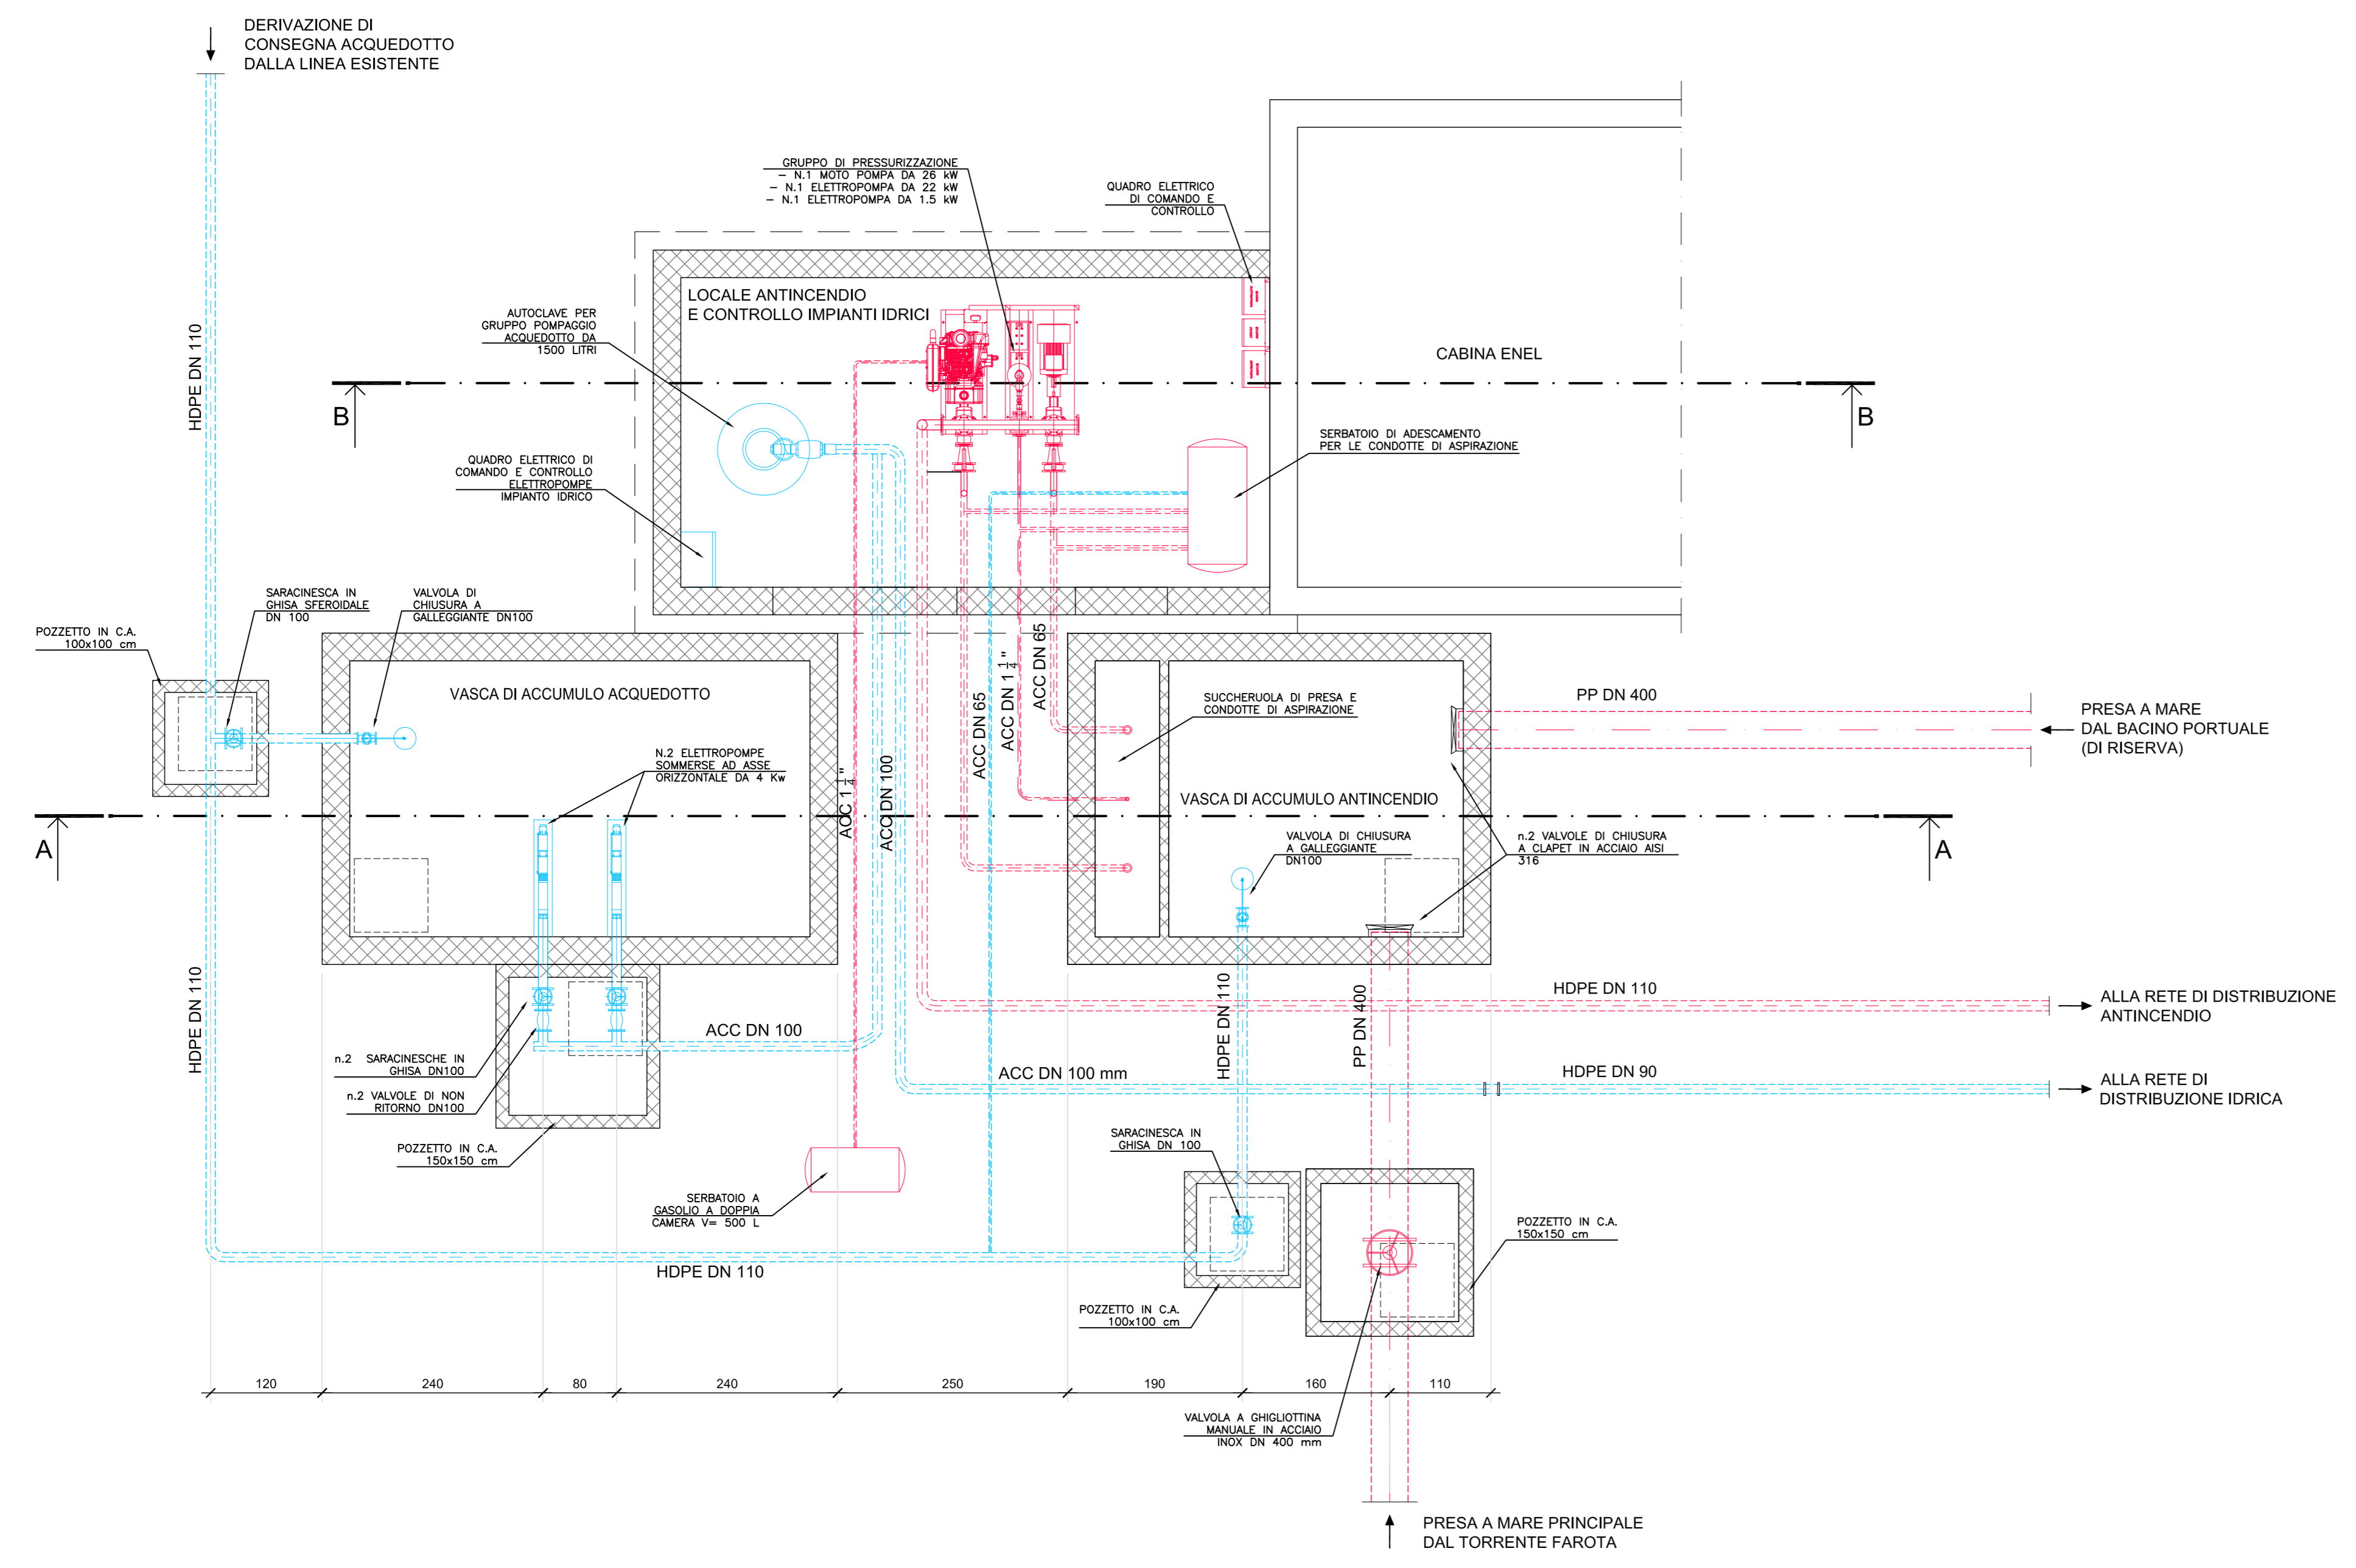 DERIVAZIONE DI
CONSEGNA ACQUEDOTTO
DALLA LINEA ESISTENTE
GRUPPO DI PRESSURIZZAZIONE
– N.1 MOTO POMPA DA 26 kW
– N.1 ELETTROPOMPA DA 22 kW
– N.1 ELETTROPOMPA DA 1.5 kW
QUADRO ELETTRICO
DI COMANDO E
CONTROLLO
LOCALE ANTINCENDIO
E CONTROLLO IMPIANTI IDRICI
AUTOCLAVE PER
GRUPPO POMPAGGIO
ACQUEDOTTO DA
1500 LITRI
HDPE DN 110
CABINA ENEL
B
B
SERBATOIO DI ADESCAMENTO
PER LE CONDOTTE DI ASPIRAZIONE
QUADRO ELETTRICO DI
COMANDO E CONTROLLO
ELETTROPOMPE
IMPIANTO IDRICO
SARACINESCA IN
GHISA SFEROIDALE
DN 100
VALVOLA DI
CHIUSURA A
GALLEGGIANTE DN100
POZZETTO IN C.A.
100x100 cm
VASCA DI ACCUMULO ACQUEDOTTO
N.2 ELETTROPOMPE
SOMMERSE AD ASSE
ORIZZONTALE DA 4 Kw
ACC 1 1/4 "
ACC DN 100
ACC DN 65
ACC DN 1 1/4 "
ACC DN 65
SUCCHERUOLA DI PRESA E
CONDOTTE DI ASPIRAZIONE
PP DN 400
PRESA A MARE
DAL BACINO PORTUALE
(DI RISERVA)
VASCA DI ACCUMULO ANTINCENDIO
VALVOLA DI CHIUSURA
A GALLEGGIANTE
DN100
n.2 VALVOLE DI CHIUSURA
A CLAPET IN ACCIAIO AISI
316
A
A
HDPE DN 110
HDPE DN 110
PP DN 400
HDPE DN 110
ALLA RETE DI DISTRIBUZIONE
ANTINCENDIO
ACC DN 100
n.2 SARACINESCHE IN
GHISA DN100
n.2 VALVOLE DI NON
RITORNO DN100
ACC DN 100 mm
HDPE DN 90
ALLA RETE DI
DISTRIBUZIONE IDRICA
POZZETTO IN C.A.
150x150 cm
SARACINESCA IN
GHISA DN 100
SERBATOIO A
GASOLIO A DOPPIA
CAMERA V= 500 L
POZZETTO IN C.A.
150x150 cm
HDPE DN 110
POZZETTO IN C.A.
100x100 cm
120
240
80
240
250
190
160
110
VALVOLA A GHIGLIOTTINA
MANUALE IN ACCIAIO
INOX DN 400 mm
PRESA A MARE PRINCIPALE
DAL TORRENTE FAROTA